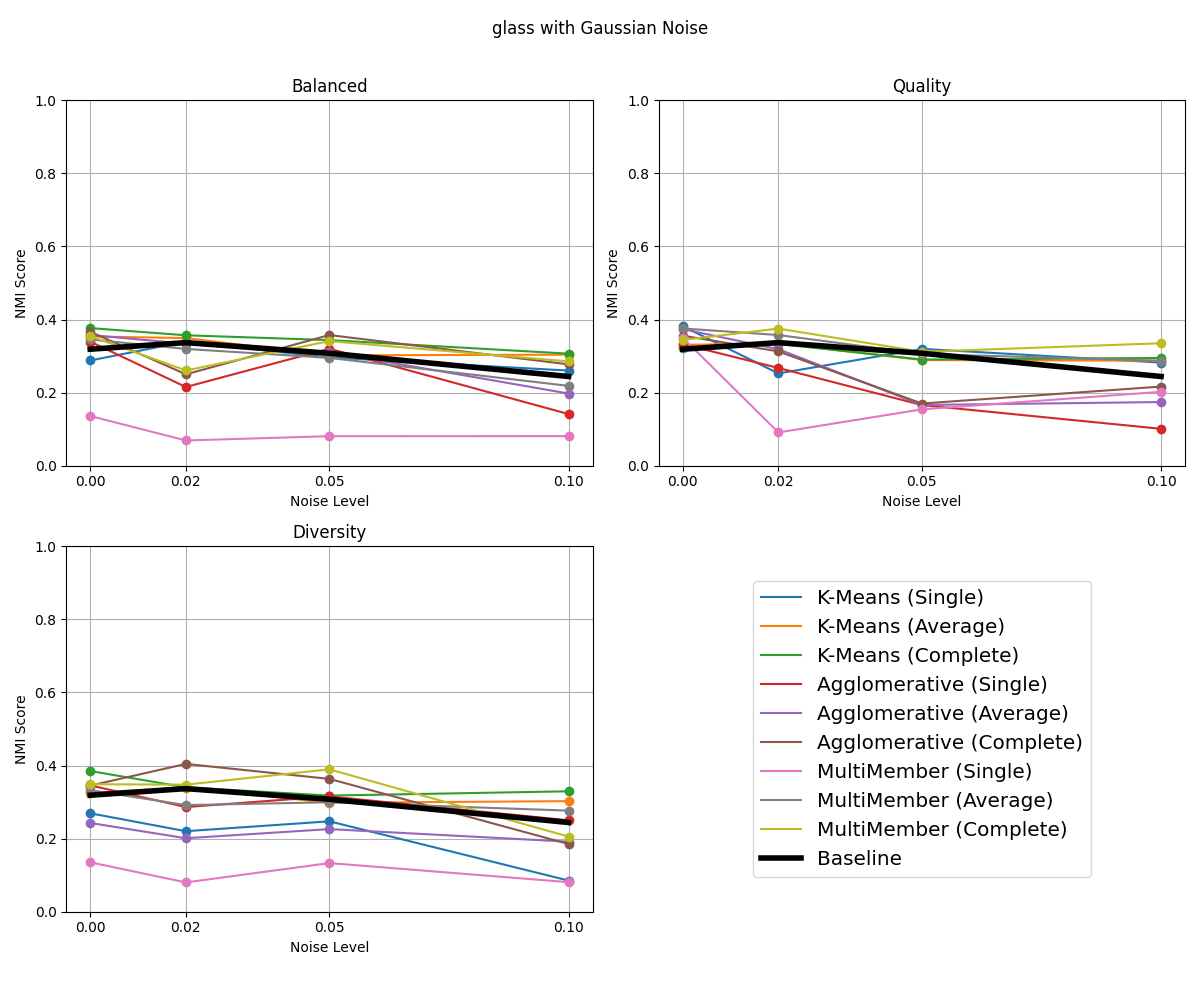 glass with Gaussian Noise
Balanced
1.0
0.8
0.6
0.4
0.2
0.0
NMI Score
0.00 0.02 0.05 0.10
Noise Level
Quality
1.0
0.8
0.6
0.4
0.2
0.0
NMI Score
0.00 0.02 0.05 0.10
Noise Level
Diversity
1.0
0.8
0.6
0.4
0.2
0.0
NMI Score
0.00 0.02 0.05 0.10
Noise Level
K-Means (Single)
K-Means (Average)
K-Means (Complete)
Agglomerative (Single)
Agglomerative (Average)
Agglomerative (Complete)
MultiMember (Single)
MultiMember (Average)
MultiMember (Complete)
Baseline